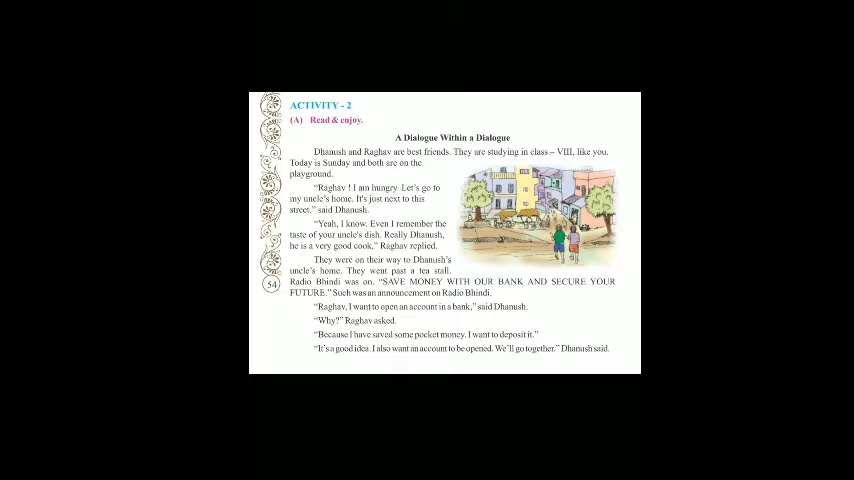 ACTIVITY - 2
(A) Read & enjoy.
A Dialogue Within a Dialogue
Dhanush and Raghav are best friends. They are studying in class – VIII, like you.
Today is Sunday and both are on the
playground.
“Raghav ! I am hungry. Let's go to
my uncle's home. It's just next to this
street.” said Dhanush.
“Yeah, I know. Even I remember the
taste of your uncle's dish. Really Dhanush,
he is a very good cook,” Raghav replied.
They were on their way to Dhanush's
uncle's home. They went past a tea stall.
Radio Bhindi was on. “SAVE MONEY WITH OUR BANK AND SECURE YOUR
FUTURE.” Such was an announcement on Radio Bhindi.
“Raghav, I want to open an account in a bank,” said Dhanush.
“Why?” Raghav asked.
“Because I have saved some pocket money. I want to deposit it.”
“It's a good idea. I also want an account to be opened. We'll go together.” Dhanush said.
54